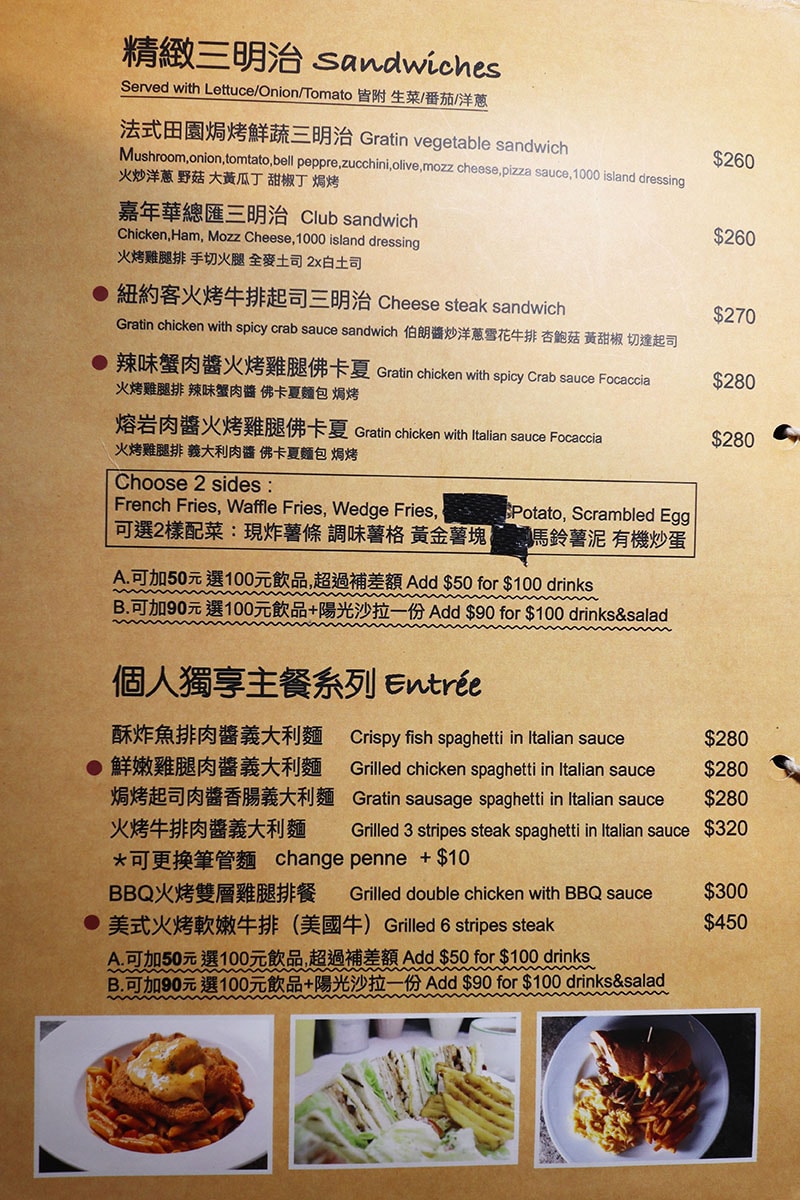 精緻三明治 Sandwiches
Served with Lettuce/Onion/Tomato 皆附 生菜/番茄/洋蔥
法式田園焗烤鮮蔬三明治 Gratin vegetable sandwich $260
Mushroom,onion,tomtato,bell peppre,zucchini,olive,mozz cheese,pizza sauce,1000 island dressing
火炒洋蔥 野菇 大黃瓜丁 甜椒丁 焗烤
嘉年華總匯三明治 Club sandwich $260
Chicken,Ham, Mozz Cheese,1000 island dressing
火烤雞腿排 手切火腿 全麥土司 2x白土司
紐約客火烤牛排起司三明治 Cheese steak sandwich $270
Gratin chicken with spicy crab sauce sandwich 伯朗醬炒洋蔥雪花牛排 杏鮑菇 黃甜椒 切達起司
辣味蟹肉醬火烤雞腿佛卡夏 Gratin chicken with spicy Crab sauce Focaccia $280
火烤雞腿排 辣味蟹肉醬 佛卡夏麵包 焗烤
熔岩肉醬火烤雞腿佛卡夏 Gratin chicken with Italian sauce Focaccia $280
火烤雞腿排 義大利肉醬 佛卡夏麵包 焗烤
Choose 2 sides :
French Fries, Waffle Fries, Wedge Fries, Potato, Scrambled Egg
可選2樣配菜：現炸薯條 調味薯格 黃金薯塊 馬鈴薯泥 有機炒蛋
A.可加50元 選100元飲品,超過補差額 Add $50 for $100 drinks
B.可加90元 選100元飲品+陽光沙拉一份 Add $90 for $100 drinks&salad
個人獨享主餐系列 Entrée
酥炸魚排肉醬義大利麵 Crispy fish spaghetti in Italian sauce $280
鮮嫩雞腿肉醬義大利麵 Grilled chicken spaghetti in Italian sauce $280
焗烤起司肉醬香腸義大利麵 Gratin sausage spaghetti in Italian sauce $280
火烤牛排肉醬義大利麵 Grilled 3 stripes steak spaghetti in Italian sauce $320
＊可更換筆管麵 change penne + $10
BBQ火烤雙層雞腿排餐 Grilled double chicken with BBQ sauce $300
美式火烤軟嫩牛排（美國牛）Grilled 6 stripes steak $450
A.可加50元 選100元飲品,超過補差額 Add $50 for $100 drinks
B.可加90元 選100元飲品+陽光沙拉一份 Add $90 for $100 drinks&salad